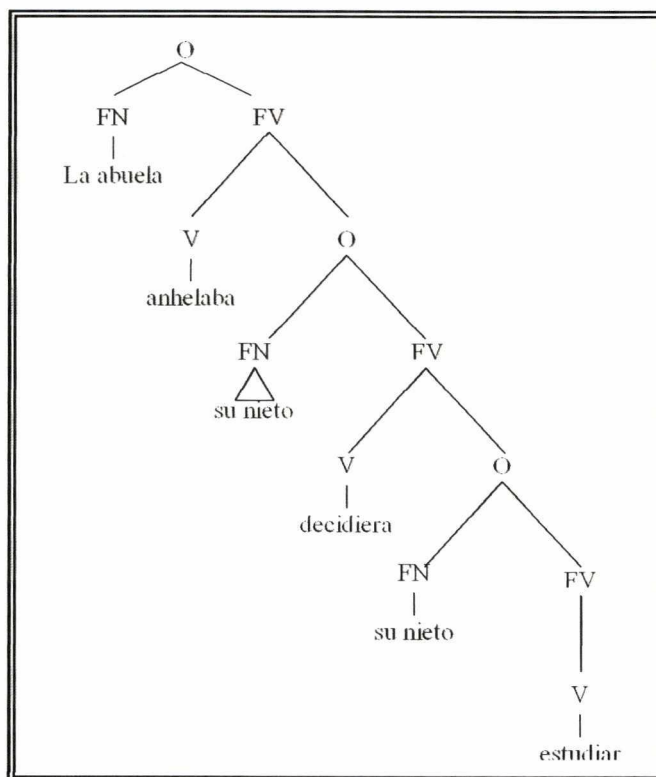 O
FN FV
La abuela
V O
anhelaba
FN FV
su nieto
V O
decidiera
FN FV
su nieto
V
estudiar